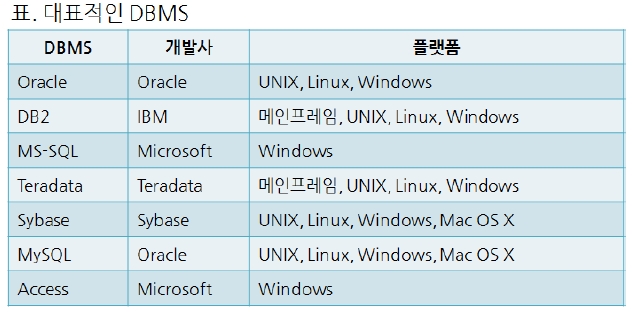 표. 대표적인 DBMS
DBMS 개발사 플랫폼
Oracle Oracle UNIX, Linux, Windows
DB2 IBM 메인프레임, UNIX, Linux, Windows
MS-SQL Microsoft Windows
Teradata Teradata 메인프레임, UNIX, Linux, Windows
Sybase Sybase UNIX, Linux, Windows, Mac OS X
MySQL Oracle UNIX, Linux, Windows, Mac OS X
Access Microsoft Windows